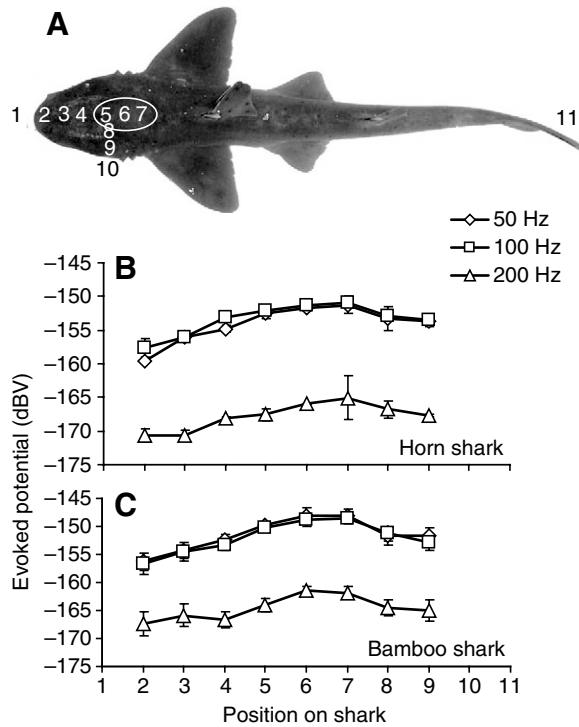 A
1 2 3 4 5 6 7
8
9
10
11
50 Hz
100 Hz
200 Hz
B
–145
–150
–155
–160
–165
–170
–175
Horn shark
C
–145
–150
–155
–160
–165
–170
–175
Bamboo shark
Evoked potential (dBV)
1 2 3 4 5 6 7 8 9 10 11
Position on shark